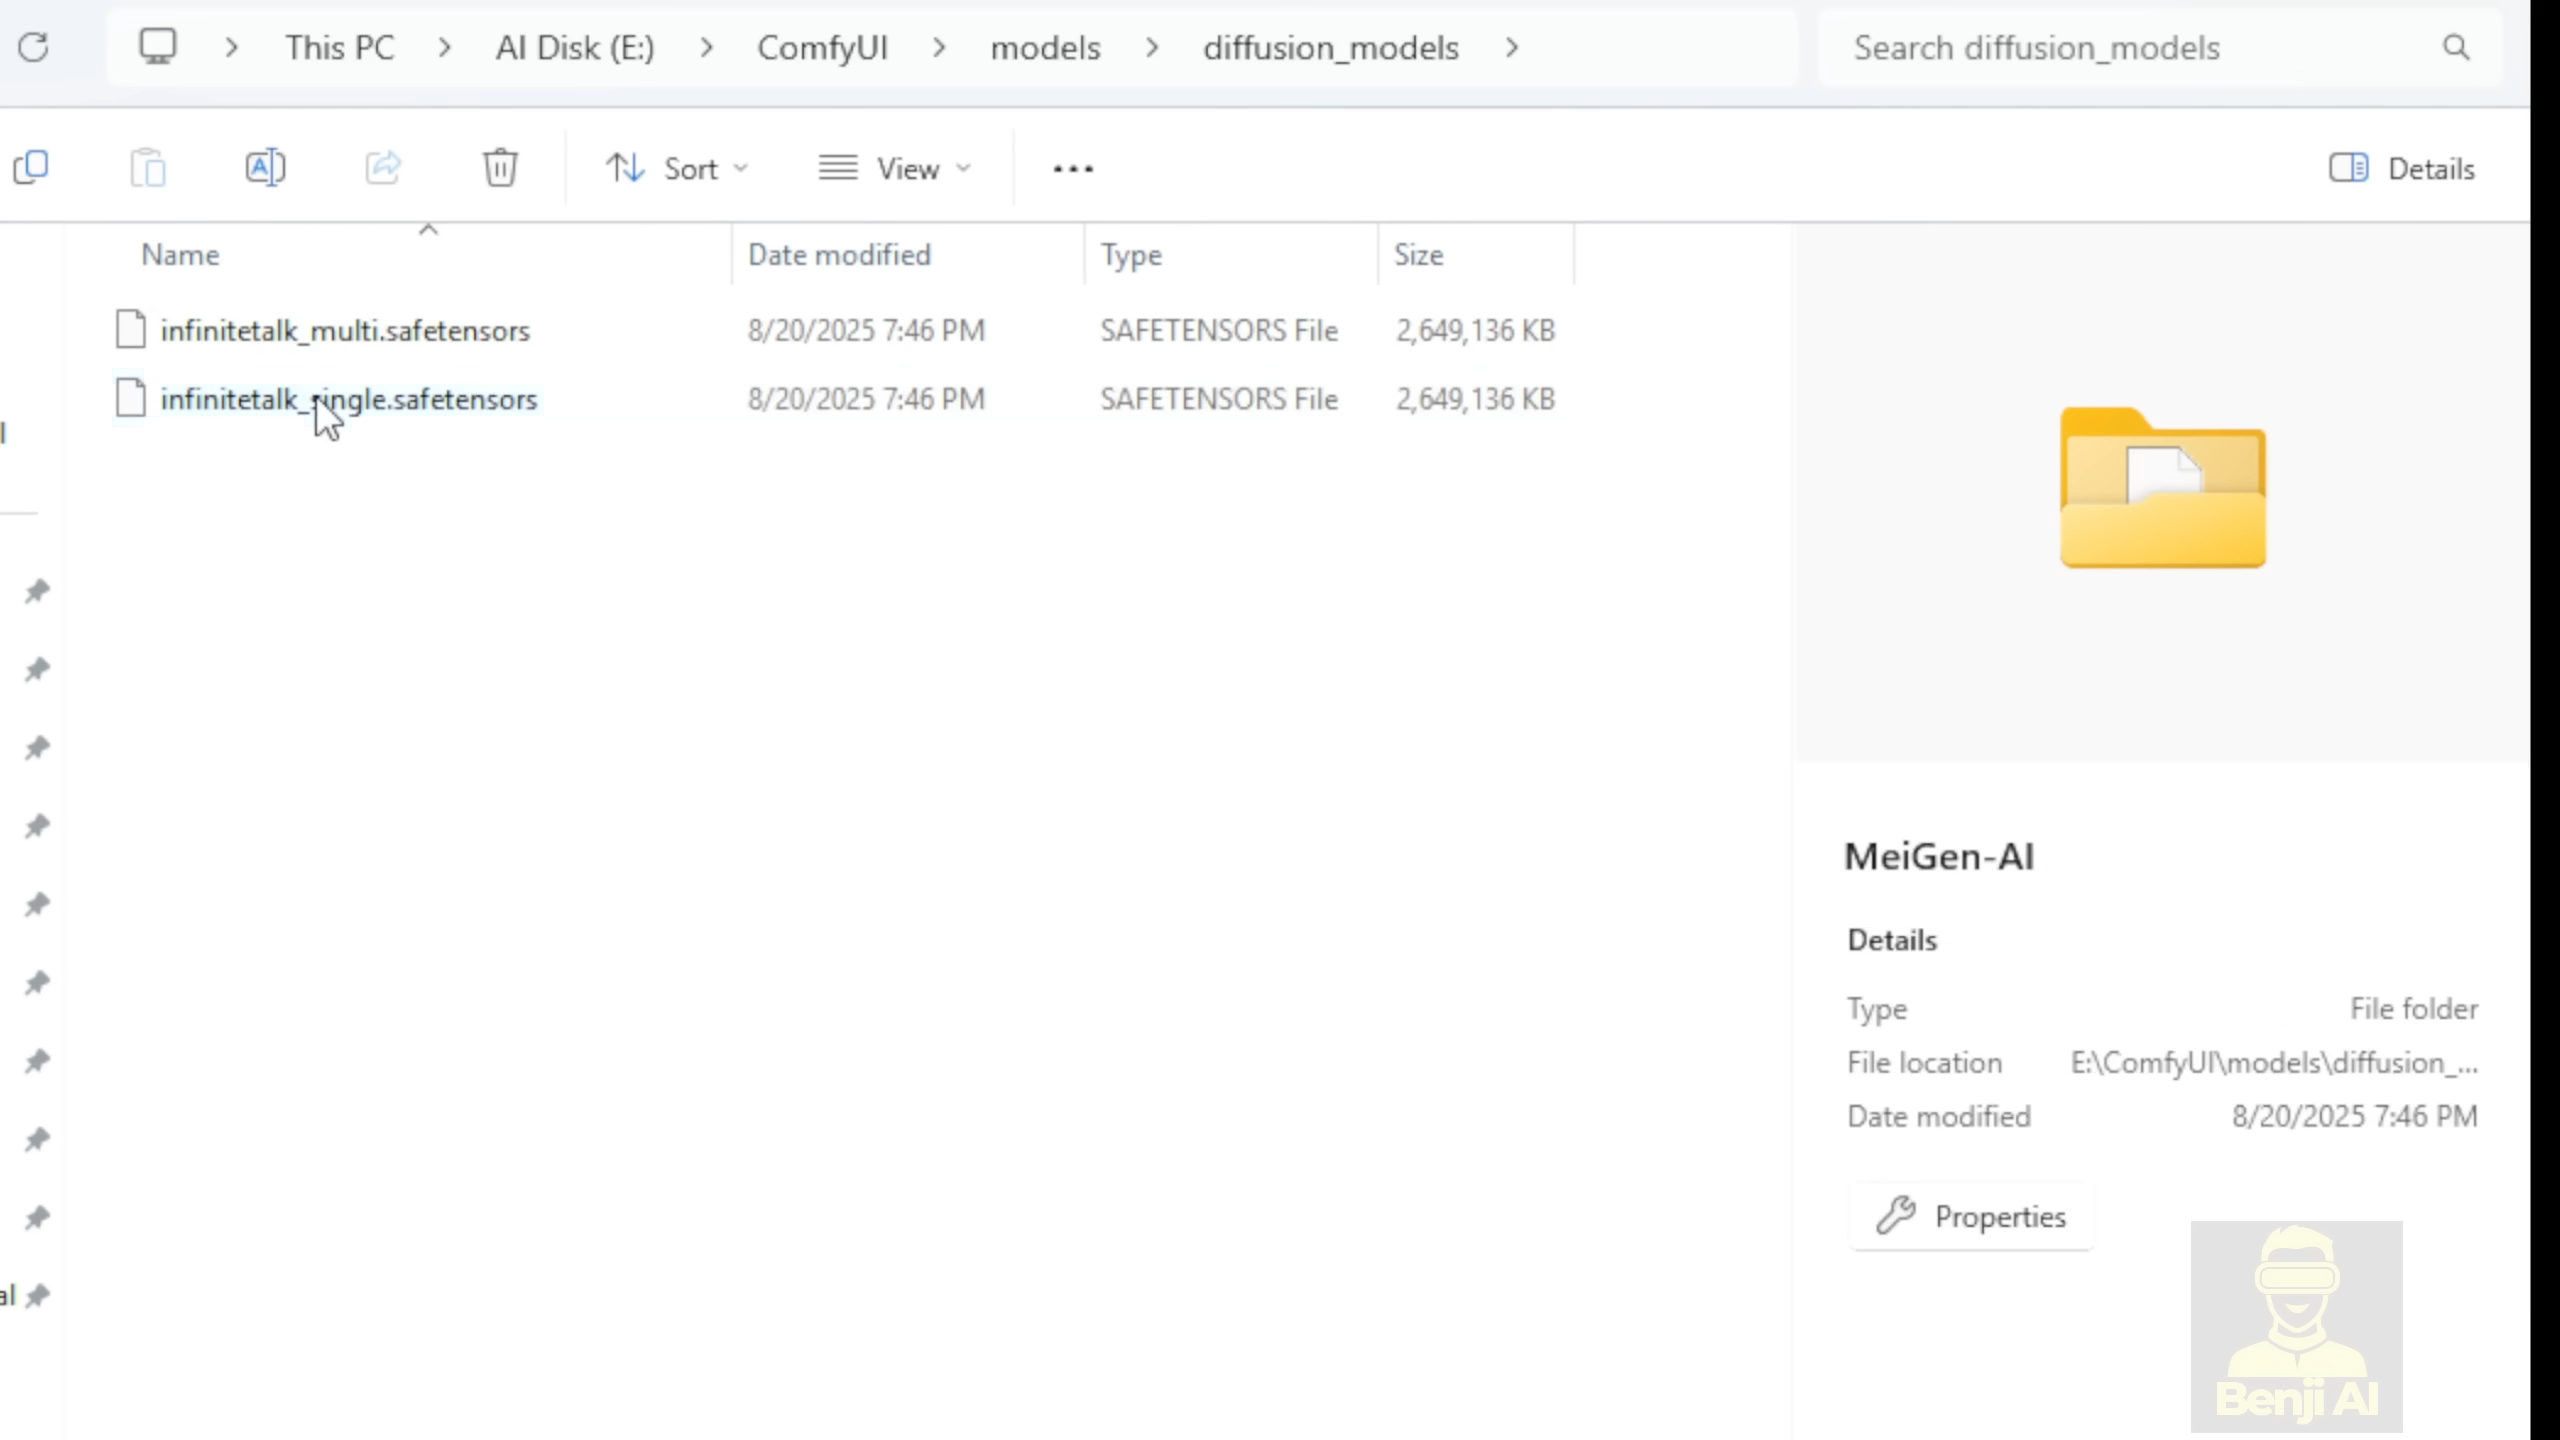 This PC > AI Disk (E:) > ComfyUI > models > diffusion_models >
Search diffusion_models
Sort
View
Details
Name
Date modified
Type
Size
infinitetalk_multi.safetensors 8/20/2025 7:46 PM SAFETENSORS File 2,649,136 KB
infinitetalk_single.safetensors 8/20/2025 7:46 PM SAFETENSORS File 2,649,136 KB
al
MeiGen-AI
Details
Type File folder
File location E:\ComfyUI\models\diffusion_...
Date modified 8/20/2025 7:46 PM
Properties
Benji AI